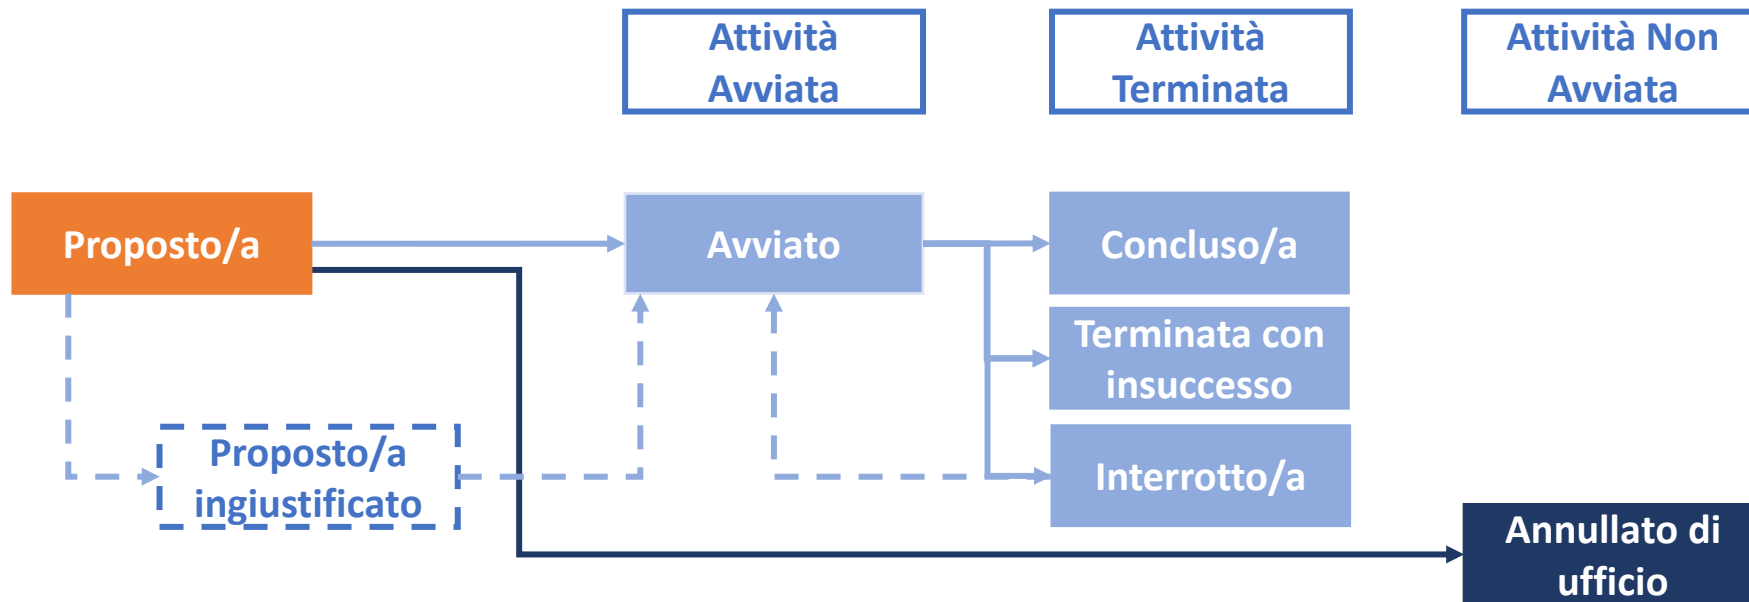 Attività
Avviata
Attività
Terminata
Attività Non
Avviata
Proposto/a
Avviato
Concluso/a
Terminata con
insuccesso
Proposto/a
ingiustificato
Interrotto/a
Annullato di
ufficio